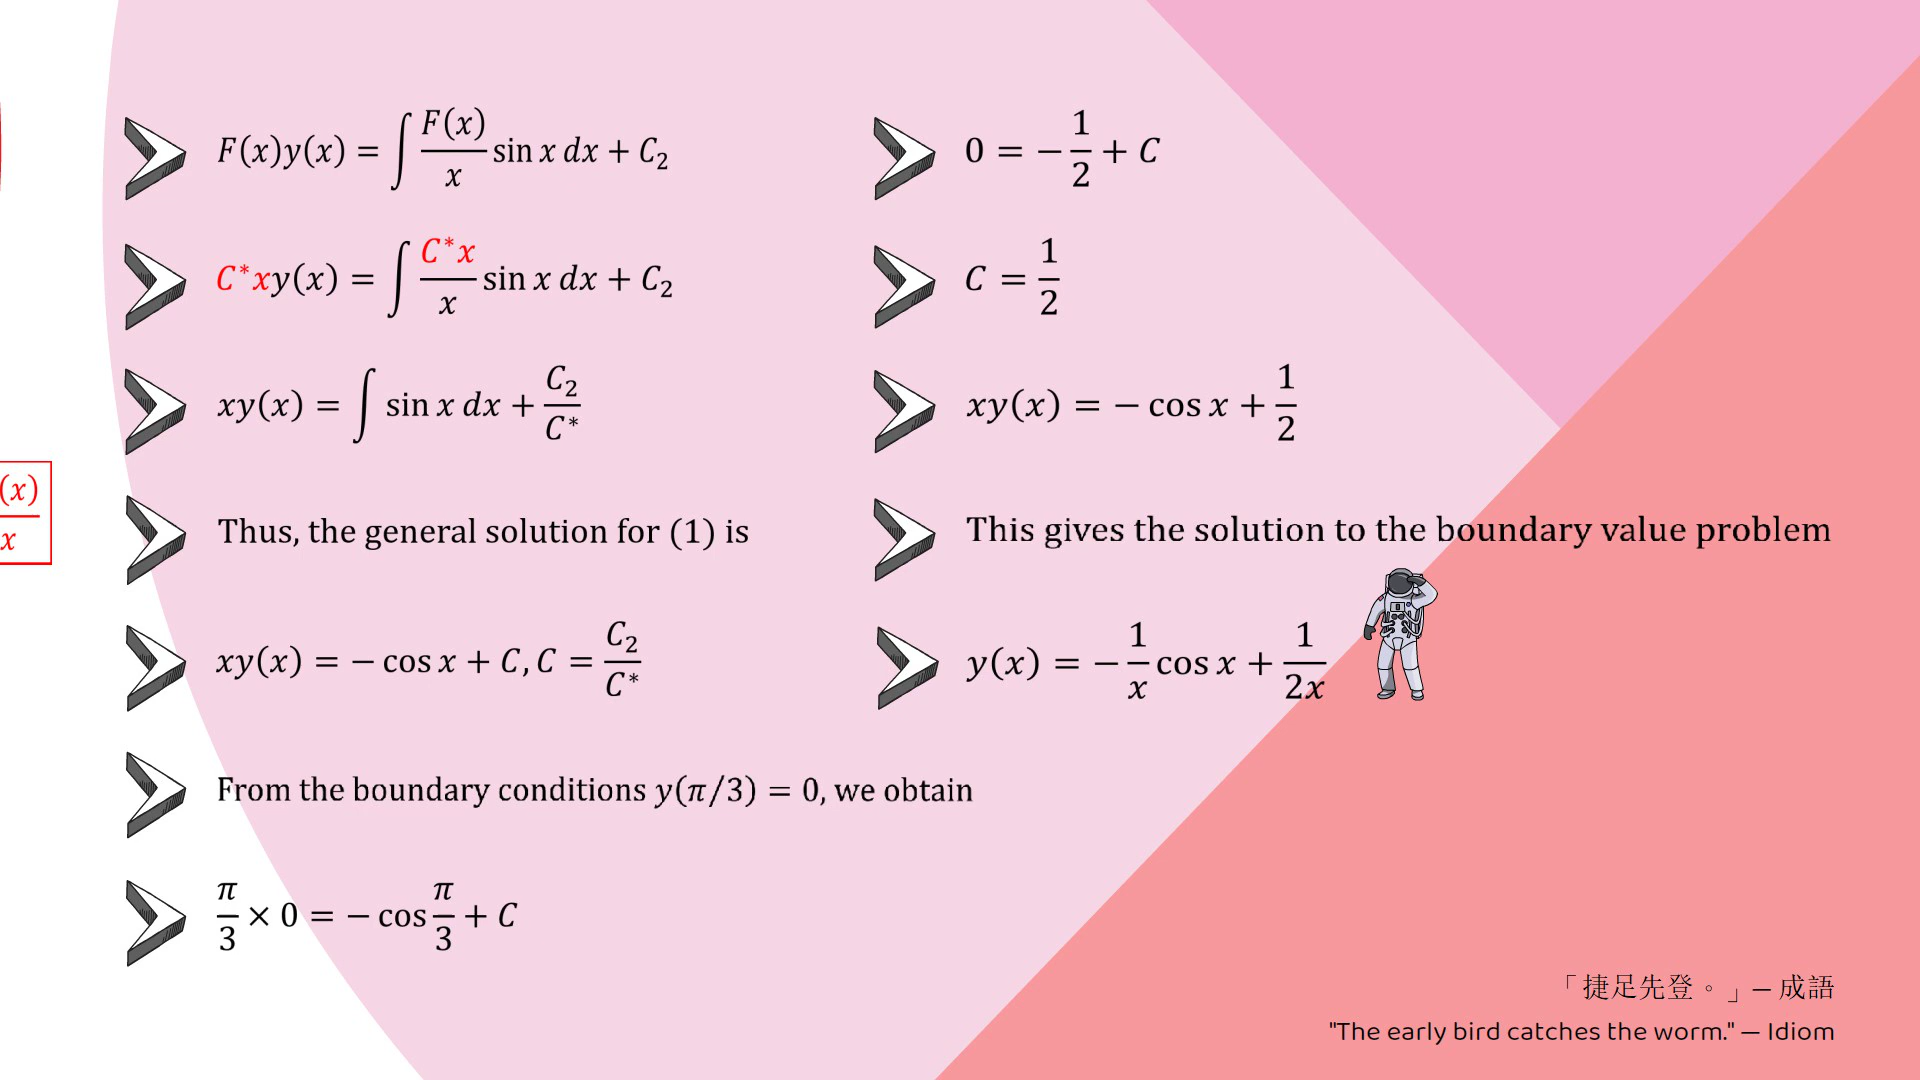 (x)
x
F(x)y(x) = ∫ F(x)/x sin x dx + C₂
C*xy(x) = ∫ C*x/x sin x dx + C₂
xy(x) = ∫ sin x dx + C₂/C*
Thus, the general solution for (1) is
xy(x) = − cos x + C, C = C₂/C*
From the boundary conditions y(π/3) = 0, we obtain
π/3 × 0 = − cos π/3 + C
0 = − 1/2 + C
C = 1/2
xy(x) = − cos x + 1/2
This gives the solution to the boundary value problem
y(x) = − 1/x cos x + 1/2x
「捷足先登。」— 成語
"The early bird catches the worm." — Idiom